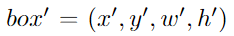 box′ = (x′, y′, w′, h′)